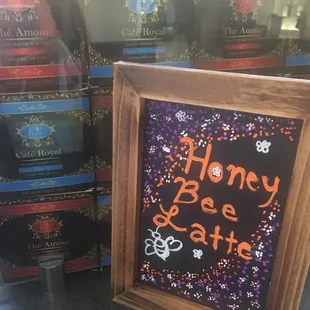 Thé Amour
Café Royal
Thé Amour
Café Royal
Thé Amour
Honey
Bee
Latte